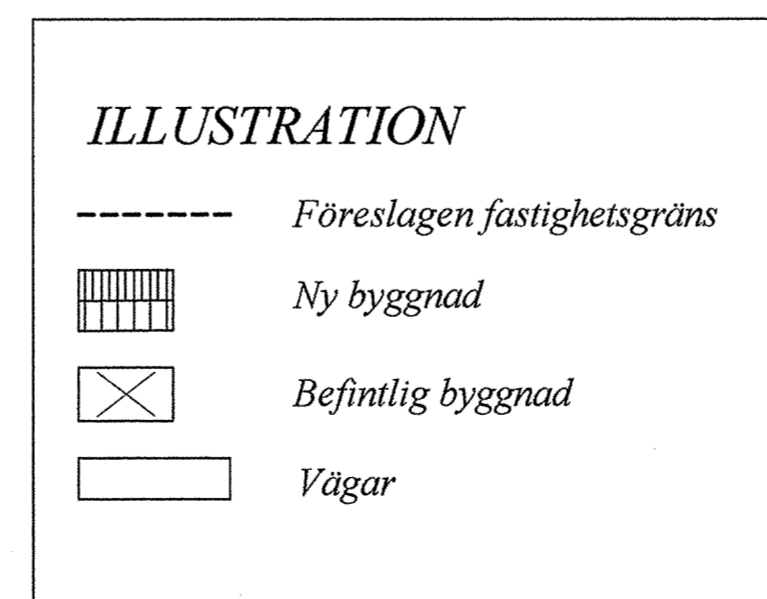 ILLUSTRATION
Föreslagen fastighetsgräns
Ny byggnad
Befintlig byggnad
Vägar